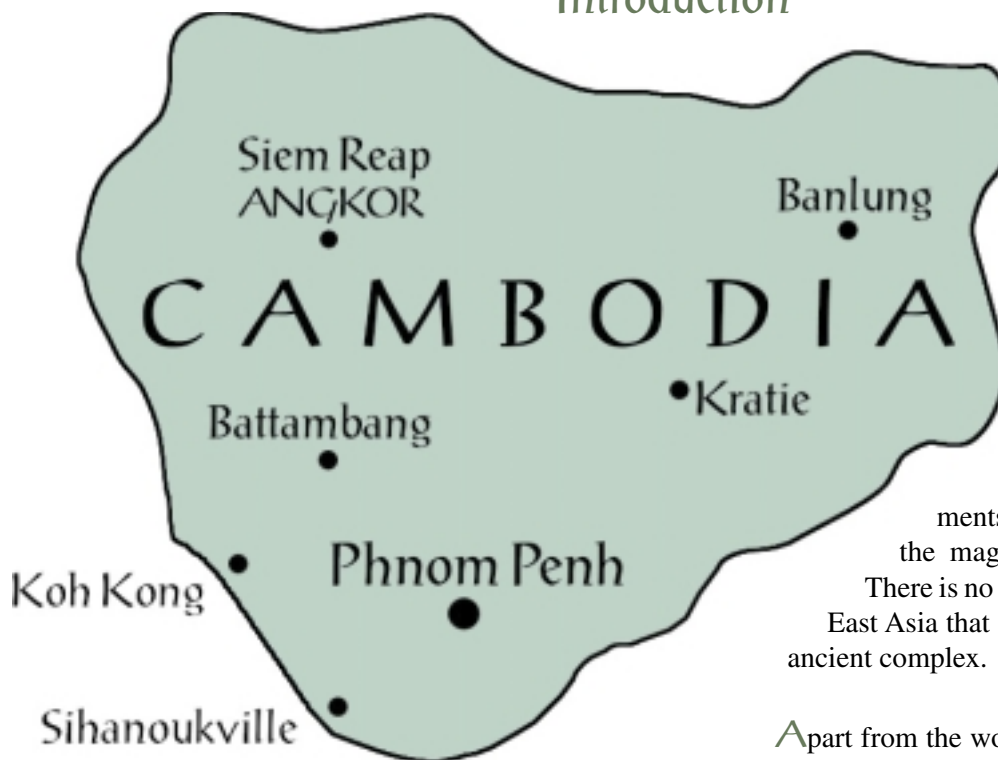 Introduction
Siem Reap
ANGKOR
Banlung
CAMBODIA
Kratie
Battambang
Phnom Penh
Koh Kong
Sihanoukville
ments
the mag
There is no
East Asia that
ancient complex.
Apart from the wo